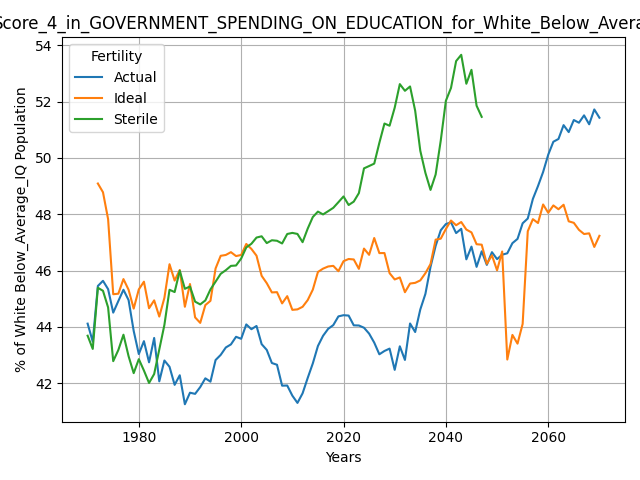 Score_4_in_GOVERNMENT_SPENDING_ON_EDUCATION_for_White_Below_Avera
Fertility
Actual
Ideal
Sterile
% of White Below_Average_IQ Population
54
52
50
48
46
44
42
1980
2000
2020
2040
2060
Years